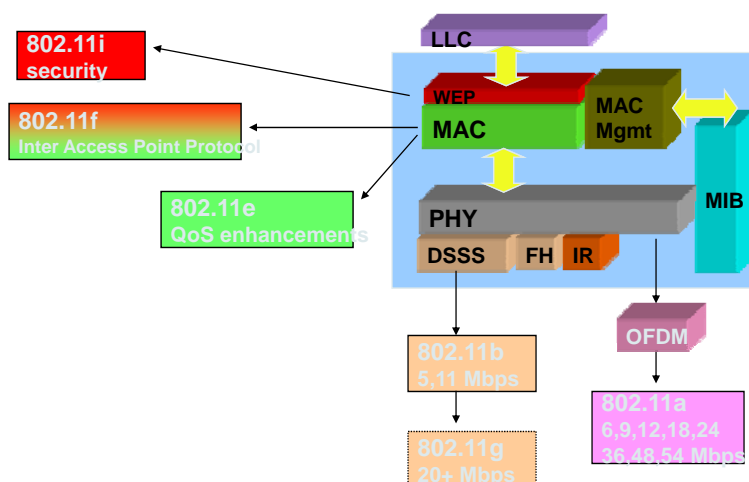 LLC
802.11i
security
WEP
MAC
MAC
Mgmt
802.11f
Inter Access Point Protocol
802.11e
QoS enhancements
MIB
PHY
DSSS
FH
IR
OFDM
802.11b
5,11 Mbps
802.11a
6,9,12,18,24
36,48,54 Mbps
802.11g
20+ Mbps